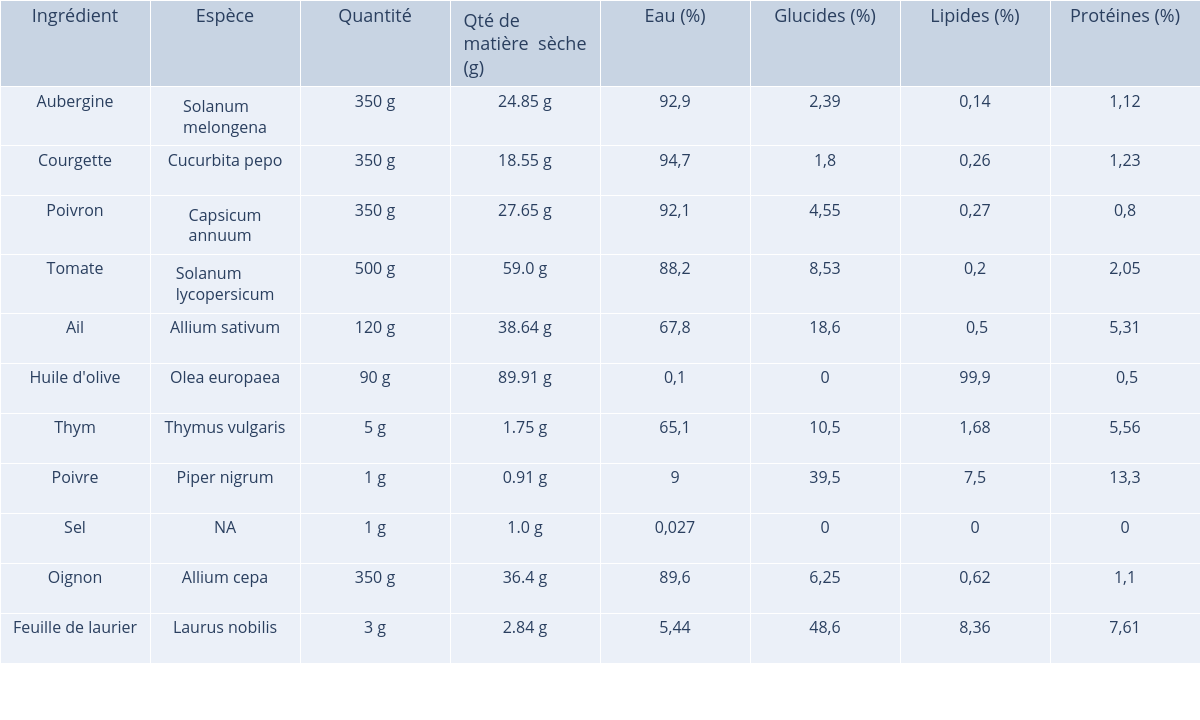 Ingrédient Espèce Quantité Qté de matière sèche (g) Eau (%) Glucides (%) Lipides (%) Protéines (%)
Aubergine Solanum melongena 350 g 24.85 g 92,9 2,39 0,14 1,12
Courgette Cucurbita pepo 350 g 18.55 g 94,7 1,8 0,26 1,23
Poivron Capsicum annuum 350 g 27.65 g 92,1 4,55 0,27 0,8
Tomate Solanum lycopersicum 500 g 59.0 g 88,2 8,53 0,2 2,05
Ail Allium sativum 120 g 38.64 g 67,8 18,6 0,5 5,31
Huile d'olive Olea europaea 90 g 89.91 g 0,1 0 99,9 0,5
Thym Thymus vulgaris 5 g 1.75 g 65,1 10,5 1,68 5,56
Poivre Piper nigrum 1 g 0.91 g 9 39,5 7,5 13,3
Sel NA 1 g 1.0 g 0,027 0 0 0
Oignon Allium cepa 350 g 36.4 g 89,6 6,25 0,62 1,1
Feuille de laurier Laurus nobilis 3 g 2.84 g 5,44 48,6 8,36 7,61